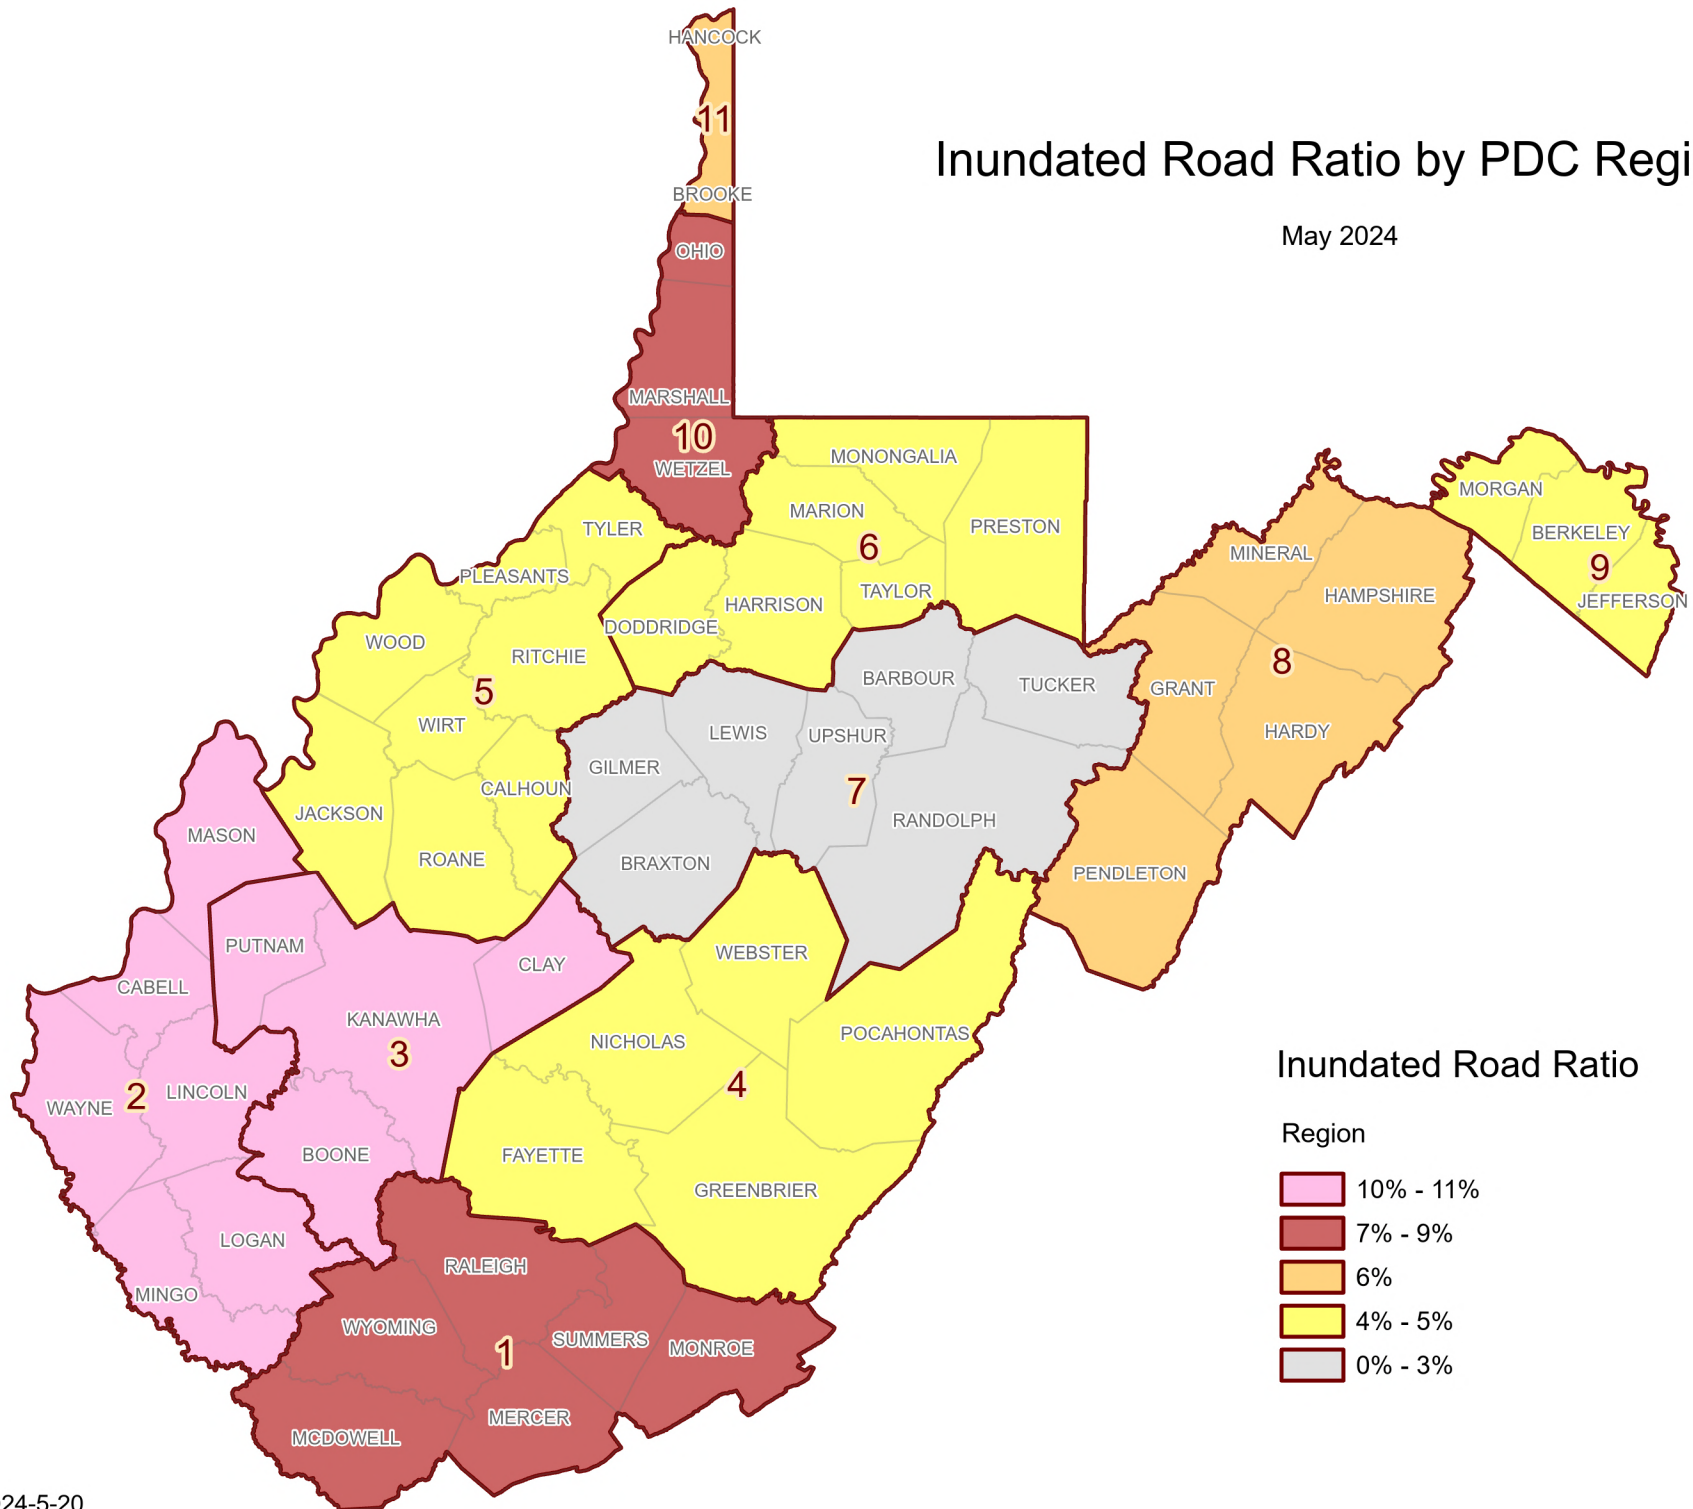 HANCOCK
11
Inundated Road Ratio by PDC Regi
BROOKE
May 2024
OHIO
MARSHALL
10
WETZEL
MONONGALIA
MORGAN
MARION
TYLER
PRESTON
BERKELEY
6
MINERAL
9
PLEASANTS
TAYLOR
HAMPSHIRE
JEFFERSON
HARRISON
DODDRIDGE
WOOD
RITCHIE
8
BARBOUR
TUCKER
GRANT
5
WIRT
LEWIS
UPSHUR
HARDY
GILMER
CALHOUN
7
JACKSON
RANDOLPH
MASON
ROANE
BRAXTON
PENDLETON
PUTNAM
WEBSTER
CLAY
CABELL
KANAWHA
POCAHONTAS
NICHOLAS
3
Inundated Road Ratio
4
LINCOLN
2
WAYNE
Region
BOONE
FAYETTE
GREENBRIER
10% - 11%
7% - 9%
LOGAN
RALEIGH
6%
MINGO
4% - 5%
WYOMING
SUMMERS
MONROE
1
0% - 3%
MERCER
MCDOWELL
24-5-20